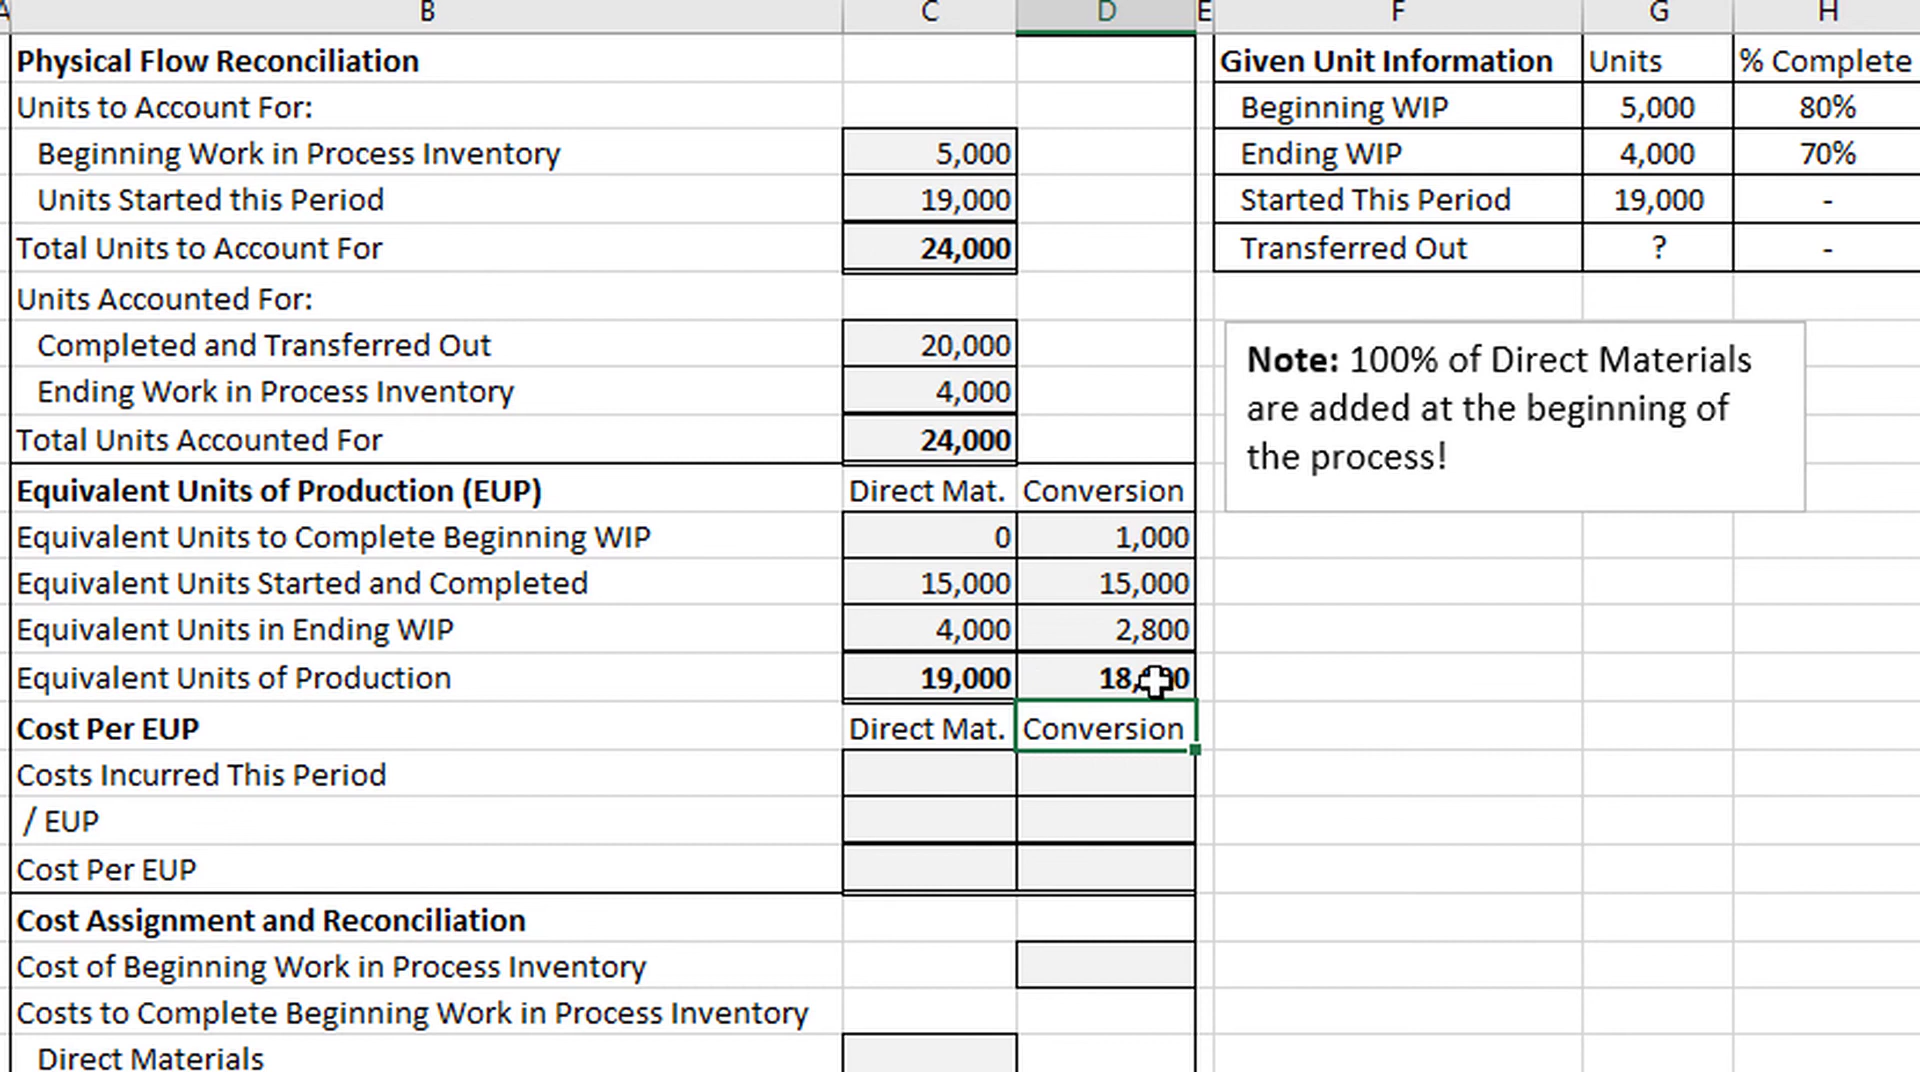 A B C D E F G H
Physical Flow Reconciliation Given Unit Information Units % Complete
Units to Account For: Beginning WIP 5,000 80%
Beginning Work in Process Inventory 5,000 Ending WIP 4,000 70%
Units Started this Period 19,000 Started This Period 19,000 -
Total Units to Account For 24,000 Transferred Out ? -
Units Accounted For:
Completed and Transferred Out 20,000
Note: 100% of Direct Materials
Ending Work in Process Inventory 4,000
are added at the beginning of
Total Units Accounted For 24,000
the process!
Equivalent Units of Production (EUP) Direct Mat. Conversion
Equivalent Units to Complete Beginning WIP 0 1,000
Equivalent Units Started and Completed 15,000 15,000
Equivalent Units in Ending WIP 4,000 2,800
Equivalent Units of Production 19,000
Cost Per EUP Direct Mat. Conversion
Costs Incurred This Period
/ EUP
Cost Per EUP
Cost Assignment and Reconciliation
Cost of Beginning Work in Process Inventory
Costs to Complete Beginning Work in Process Inventory
Direct Materials